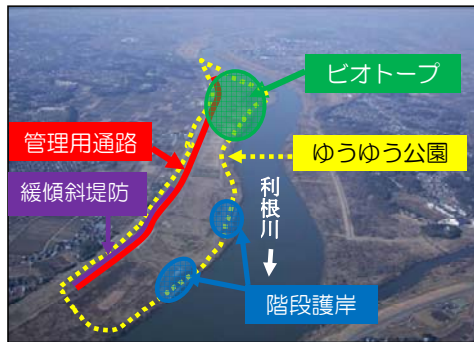 ビオトープ
管理用通路
ゆうゆう公園
緩傾斜堤防
利根川
階段護岸